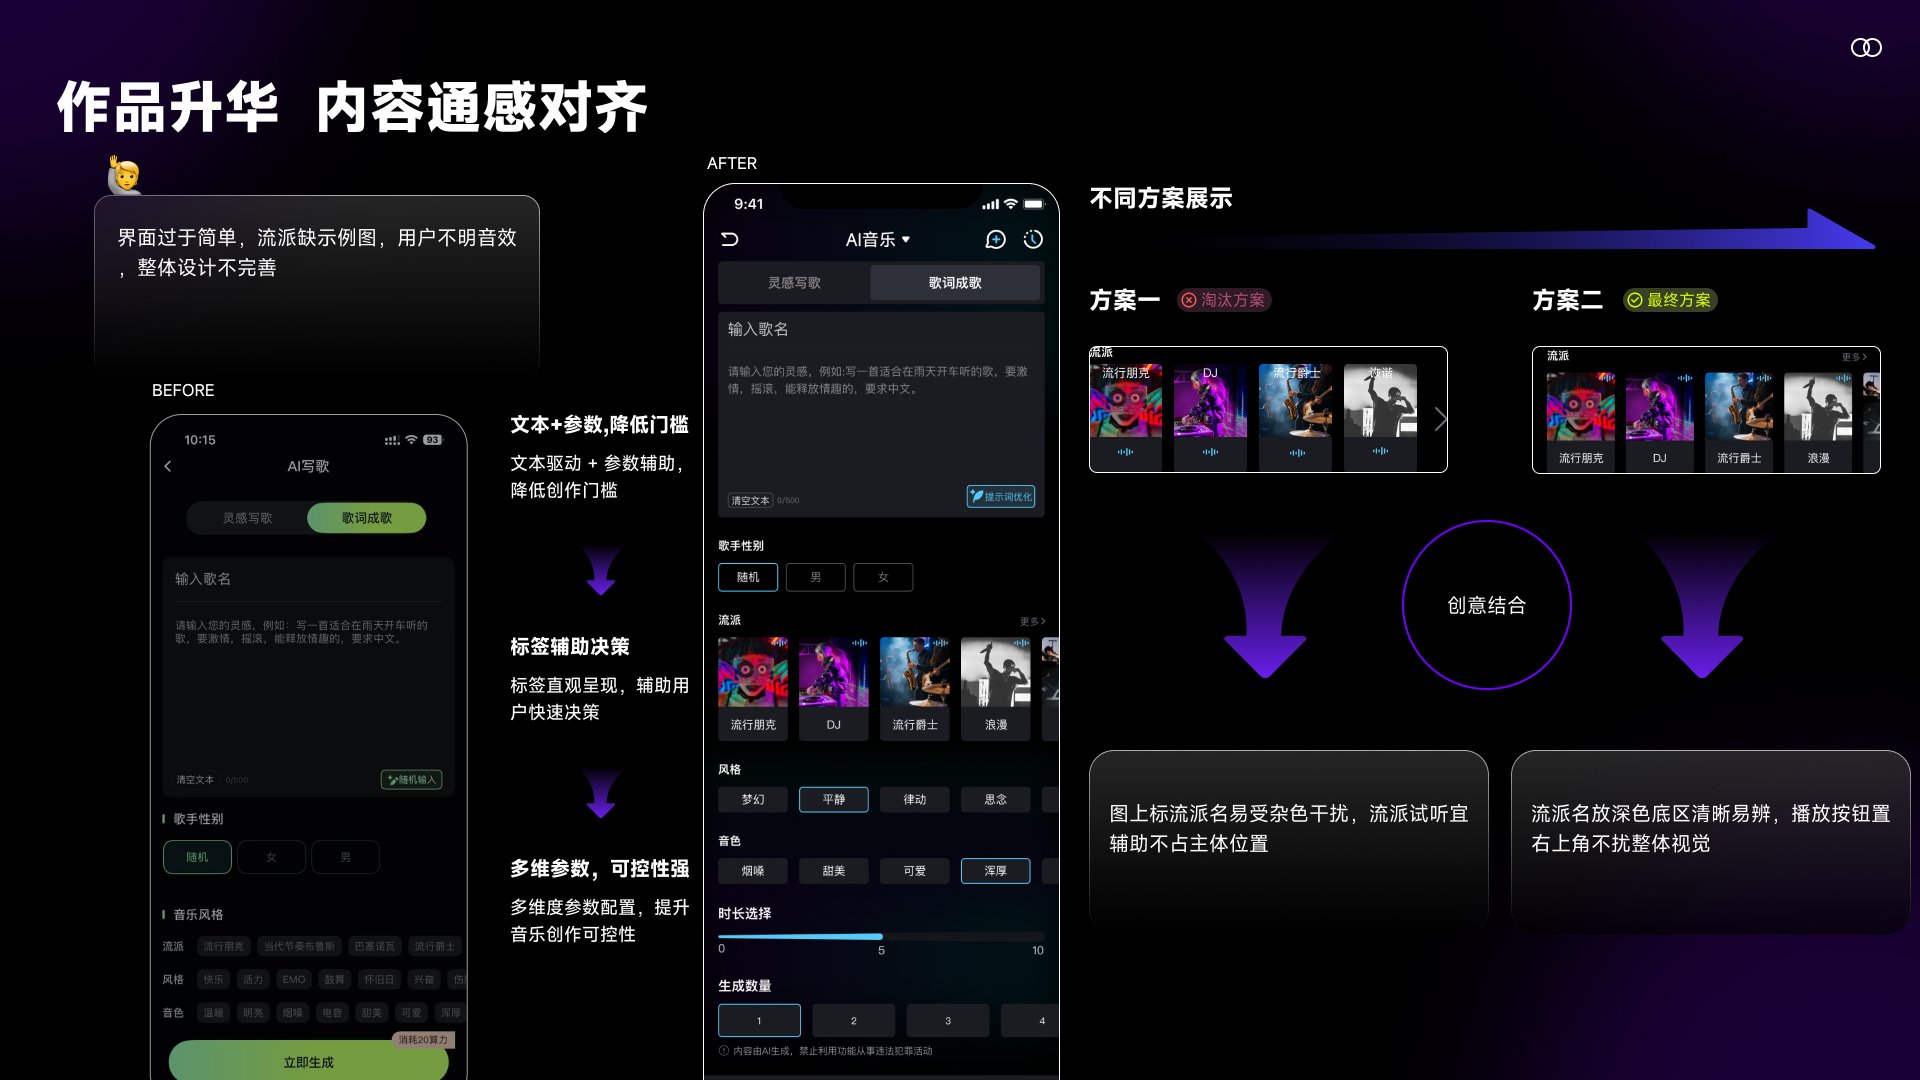 作品升华 内容通感对齐
界面过于简单，流派缺示例图，用户不明音效
，整体设计不完善
BEFORE
10:15
93
AI写歌
灵感写歌
歌词成歌
输入歌名
请输入您的灵感，例如：写一首适合在雨天开车听的
歌，要激情，摇滚，能释放情趣的，要求中文。
清空文本
0/500
随机输入
歌手性别
随机
女
男
音乐风格
流派
流行朋克
当代节奏布鲁斯
巴塞诺瓦
流行爵士
风格
快乐
活力
EMO
鼓舞
怀旧日
兴奋
音色
温暖
明亮
烟嗓
电音
甜美
可爱
浑厚
消耗20算力
立即生成
文本+参数,降低门槛
文本驱动 + 参数辅助，
降低创作门槛
标签辅助决策
标签直观呈现，辅助用
户快速决策
多维参数，可控性强
多维度参数配置，提升
音乐创作可控性
AFTER
9:41
AI音乐
灵感写歌
歌词成歌
输入歌名
请输入您的灵感，例如:写一首适合在雨天开车听的歌，要激
情，摇滚，能释放情趣的，要求中文。
清空文本
0/500
提示词优化
歌手性别
随机
男
女
流派
更多
流行朋克
DJ
流行爵士
浪漫
风格
梦幻
平静
律动
思念
音色
烟嗓
甜美
可爱
浑厚
时长选择
0
5
10
生成数量
1
2
3
4
内容由AI生成，禁止利用功能从事违法犯罪活动
不同方案展示
方案一
淘汰方案
流派
流行朋克
DJ
流行爵士
诙谐
方案二
最终方案
流派
更多
流行朋克
DJ
流行爵士
浪漫
创意结合
图上标流派名易受杂色干扰，流派试听宜
辅助不占主体位置
流派名放深色底区清晰易辨，播放按钮置
右上角不扰整体视觉